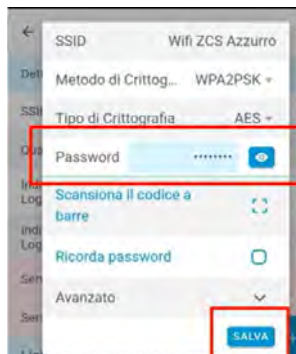 SSID Wifi ZCS Azzurro
Metodo di Crittog... WPA2PSK
Tipo di Crittografia AES
Password ········
Scansiona il codice a
barre
Ricorda password
Avanzato
SALVA